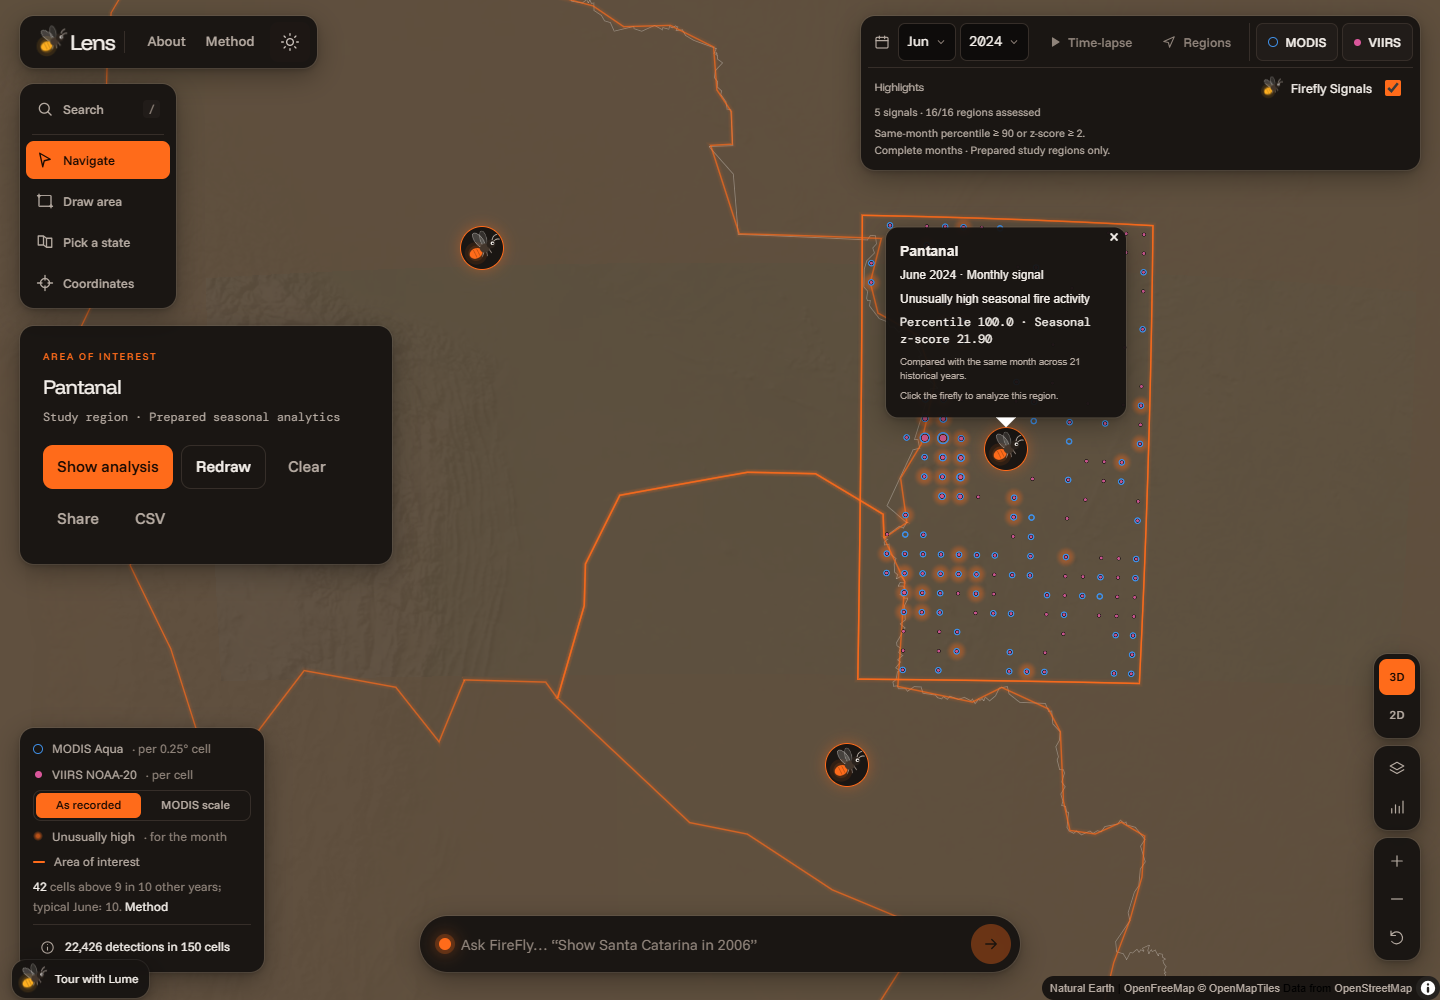 Lens
About
Method
Jun
2024
Time-lapse
Regions
MODIS
VIIRS
Highlights
Firefly Signals
5 signals · 16/16 regions assessed
Same-month percentile ≥ 90 or z-score ≥ 2.
Complete months · Prepared study regions only.
Search /
Navigate
Draw area
Pick a state
Coordinates
AREA OF INTEREST
Pantanal
Study region · Prepared seasonal analytics
Show analysis
Redraw
Clear
Share
CSV
×
Pantanal
June 2024 · Monthly signal
Unusually high seasonal fire activity
Percentile 100.0 · Seasonal
z-score 21.90
Compared with the same month across 21
historical years.
Click the firefly to analyze this region.
3D
2D
MODIS Aqua · per 0.25° cell
VIIRS NOAA-20 · per cell
As recorded
MODIS scale
Unusually high · for the month
Area of interest
42 cells above 9 in 10 other years;
typical June: 10. Method
22,426 detections in 150 cells
Tour with Lume
Ask FireFly… “Show Santa Catarina in 2006”
Natural Earth OpenFreeMap © OpenMapTiles Data from OpenStreetMap